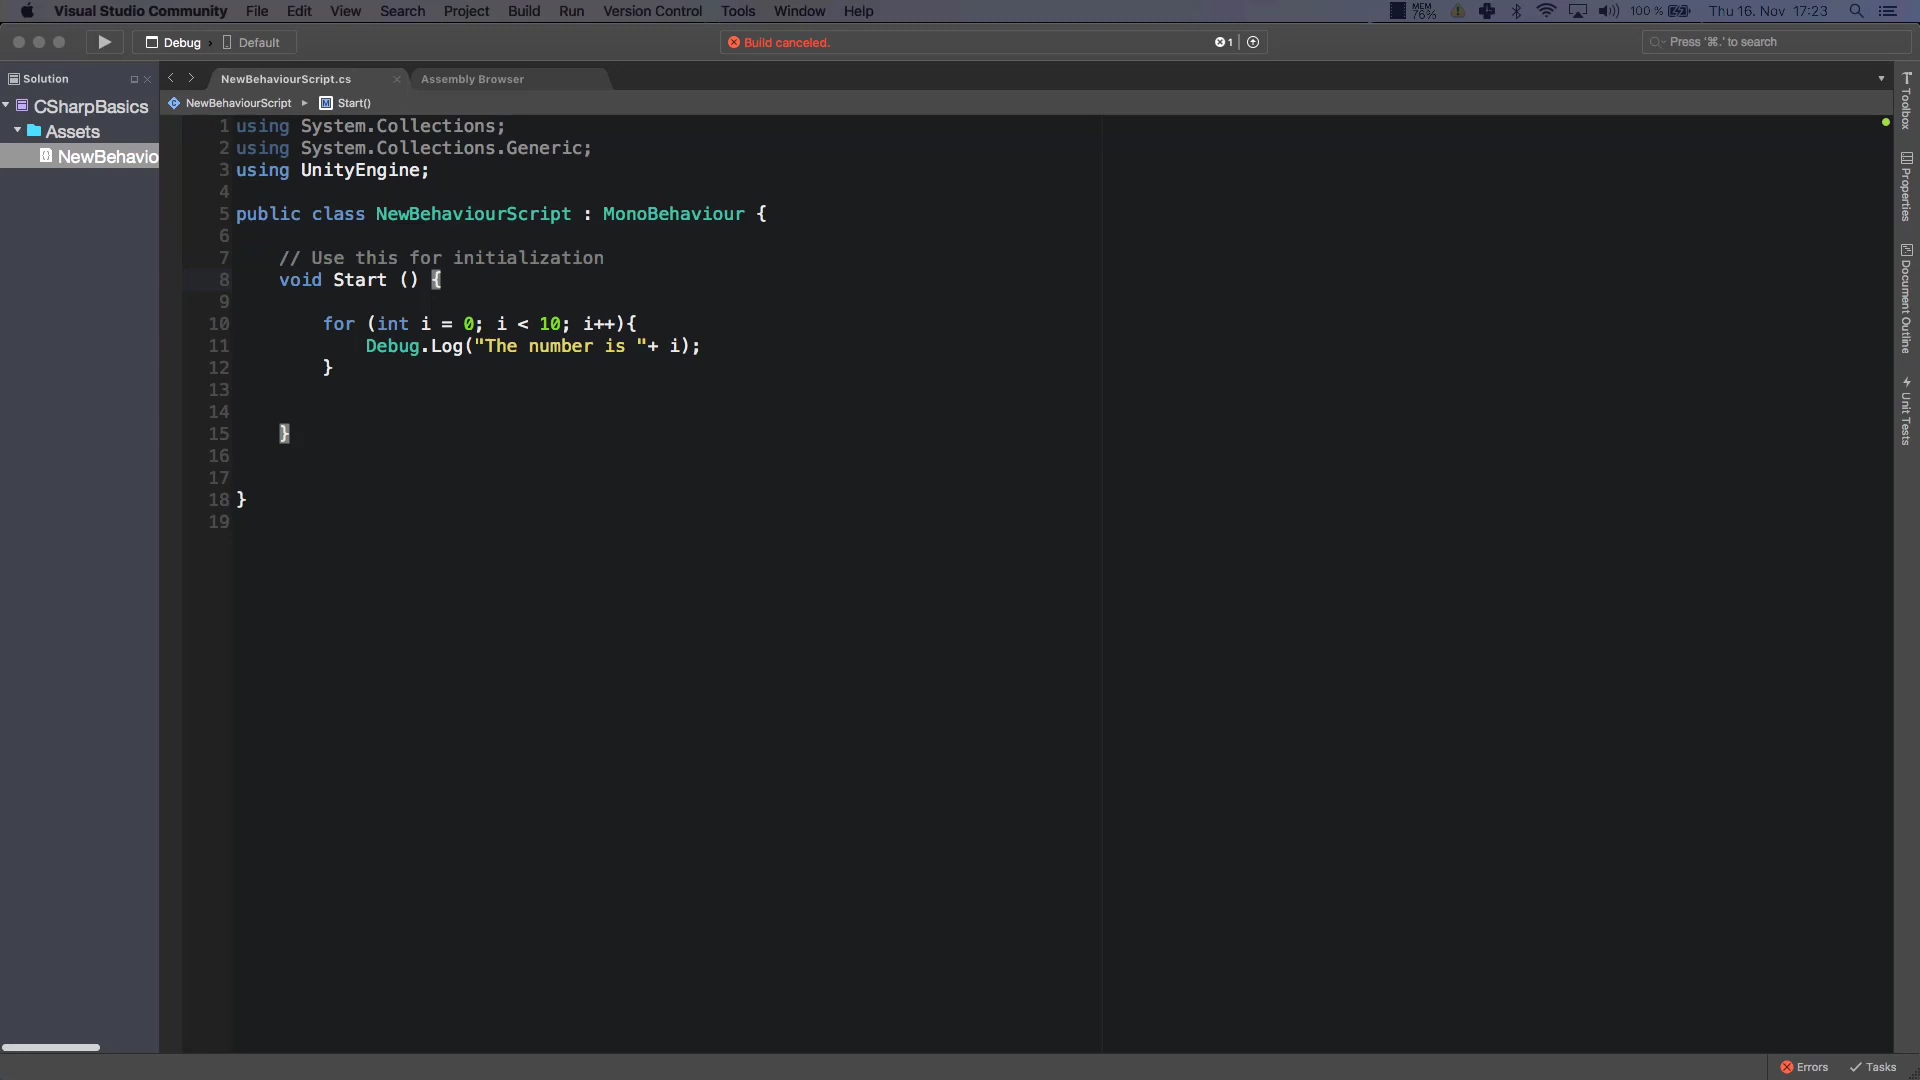 Visual Studio Community File Edit View Search Project Build Run Version Control Tools Window Help MEM 76% 100 % Thu 16. Nov 17:23
Debug › Default Build canceled. 1 Press '⌘.' to search
Solution NewBehaviourScript.cs Assembly Browser
NewBehaviourScript Start()
CSharpBasics
Assets
NewBehavio
1 using System.Collections;
2 using System.Collections.Generic;
3 using UnityEngine;
4
5 public class NewBehaviourScript : MonoBehaviour {
6
7 // Use this for initialization
8 void Start () {
9
10 for (int i = 0; i < 10; i++){
11 Debug.Log("The number is "+ i);
12 }
13
14
15 }
16
17
18 }
19
Toolbox
Properties
Document Outline
Unit Tests
Errors Tasks